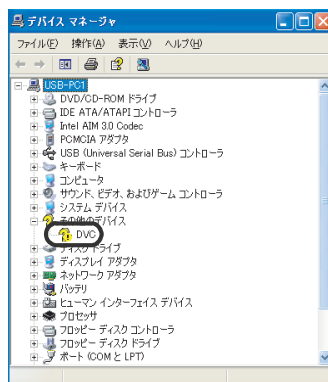 デバイス マネージャ
ファイル(F) 操作(A) 表示(V) ヘルプ(H)
USB-PC1
DVD/CD-ROM ドライブ
IDE ATA/ATAPI コントローラ
Intel AIM 3.0 Codec
PCMCIA アダプタ
USB (Universal Serial Bus) コントローラ
キーボード
コンピュータ
サウンド、ビデオ、およびゲーム コントローラ
システム デバイス
その他のデバイス
DVC
ディスク ドライブ
ディスプレイ アダプタ
ネットワーク アダプタ
バッテリ
ヒューマン インターフェイス デバイス
プロセッサ
フロッピー ディスク コントローラ
フロッピー ディスク ドライブ
ポート (COM と LPT)